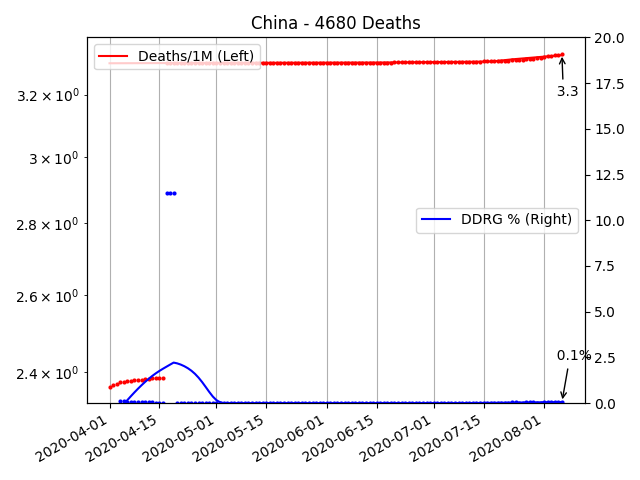 China - 4680 Deaths
Deaths/1M (Left)
DDRG % (Right)
3.3
0.1%
3.2 × 10⁰
3 × 10⁰
2.8 × 10⁰
2.6 × 10⁰
2.4 × 10⁰
20.0
17.5
15.0
12.5
10.0
7.5
5.0
2.5
0.0
2020-04-01
2020-04-15
2020-05-01
2020-05-15
2020-06-01
2020-06-15
2020-07-01
2020-07-15
2020-08-01